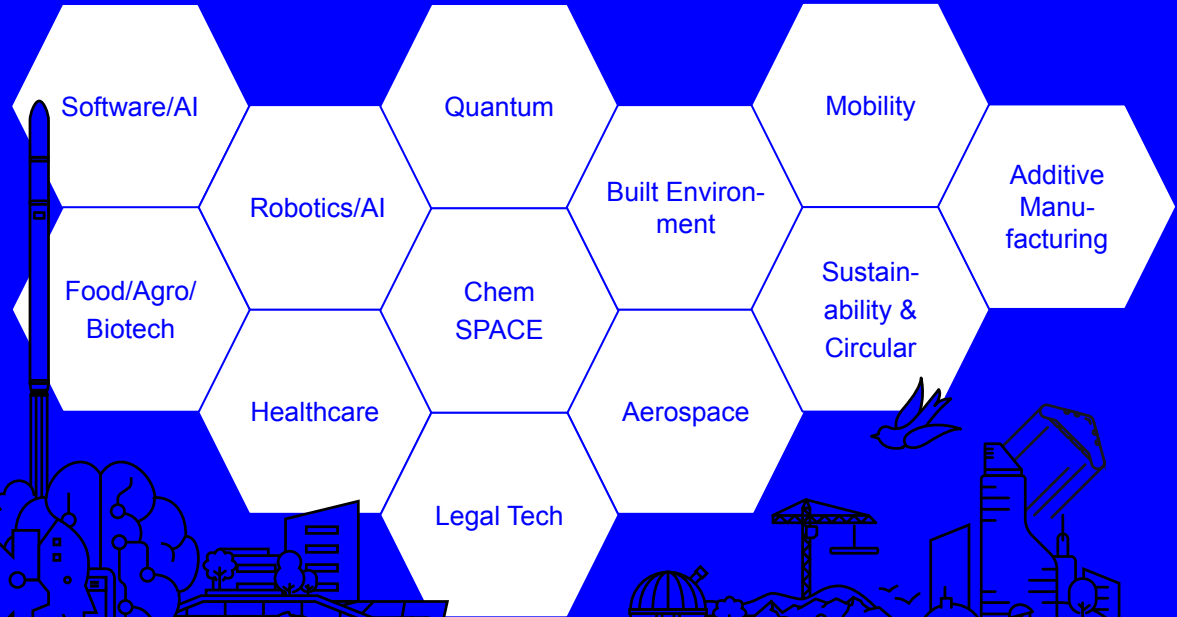 Software/AI
Quantum
Mobility
Robotics/AI
Built Environ-
ment
Additive
Manu-
facturing
Food/Agro/
Biotech
Chem
SPACE
Sustain-
ability &
Circular
Healthcare
Aerospace
Legal Tech